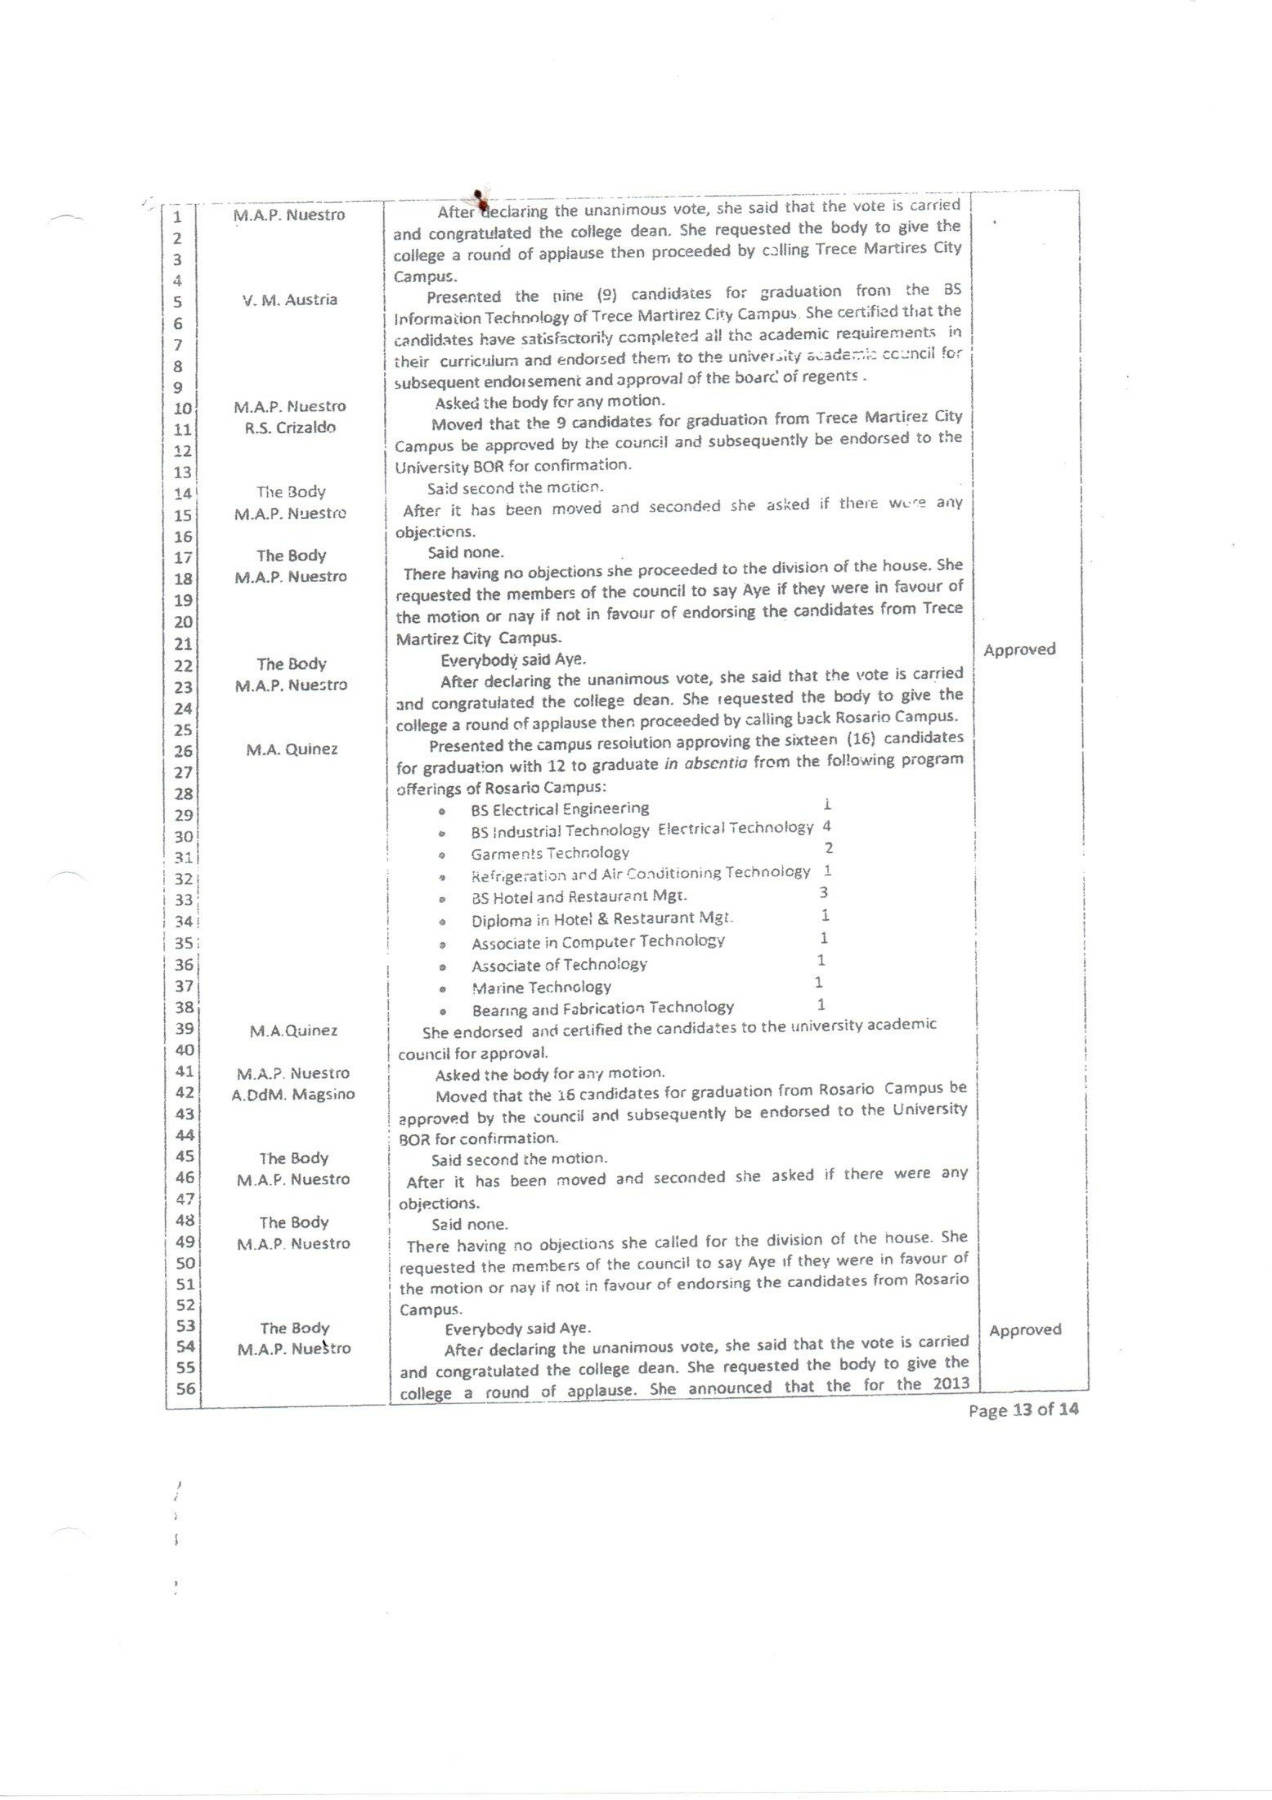 1 M.A.P. Nuestro After declaring the unanimous vote, she said that the vote is carried
2 and congratulated the college dean. She requested the body to give the
3 college a round of applause then proceeded by calling Trece Martires City
4 Campus.
5 V. M. Austria Presented the nine (9) candidates for graduation from the BS
6 Information Technology of Trece Martirez City Campus. She certified that the
7 candidates have satisfactorily completed all the academic requirements in
8 their curriculum and endorsed them to the university academic council for
9 subsequent endorsement and approval of the board of regents .
10 M.A.P. Nuestro Asked the body for any motion.
11 R.S. Crizaldo Moved that the 9 candidates for graduation from Trece Martirez City
12 Campus be approved by the council and subsequently be endorsed to the
13 University BOR for confirmation.
14 The Body Said second the motion.
15 M.A.P. Nuestro After it has been moved and seconded she asked if there were any
16 objections.
17 The Body Said none.
18 M.A.P. Nuestro There having no objections she proceeded to the division of the house. She
19 requested the members of the council to say Aye if they were in favour of
20 the motion or nay if not in favour of endorsing the candidates from Trece
21 Martirez City Campus.
22 The Body Everybody said Aye. Approved
23 M.A.P. Nuestro After declaring the unanimous vote, she said that the vote is carried
24 and congratulated the college dean. She requested the body to give the
25 college a round of applause then proceeded by calling back Rosario Campus.
26 M.A. Quinez Presented the campus resolution approving the sixteen (16) candidates
27 for graduation with 12 to graduate in absentia from the following program
28 offerings of Rosario Campus:
29 • BS Electrical Engineering 1
30 • BS Industrial Technology Electrical Technology 4
31 • Garments Technology 2
32 • Refrigeration and Air Conditioning Technology 1
33 • BS Hotel and Restaurant Mgt. 3
34 • Diploma in Hotel & Restaurant Mgt. 1
35 • Associate in Computer Technology 1
36 • Associate of Technology 1
37 • Marine Technology 1
38 • Bearing and Fabrication Technology 1
39 M.A.Quinez She endorsed and certified the candidates to the university academic
40 council for approval.
41 M.A.P. Nuestro Asked the body for any motion.
42 A.DdM. Magsino Moved that the 16 candidates for graduation from Rosario Campus be
43 approved by the council and subsequently be endorsed to the University
44 BOR for confirmation.
45 The Body Said second the motion.
46 M.A.P. Nuestro After it has been moved and seconded she asked if there were any
47 objections.
48 The Body Said none.
49 M.A.P. Nuestro There having no objections she called for the division of the house. She
50 requested the members of the council to say Aye if they were in favour of
51 the motion or nay if not in favour of endorsing the candidates from Rosario
52 Campus.
53 The Body Everybody said Aye. Approved
54 M.A.P. Nuestro After declaring the unanimous vote, she said that the vote is carried
55 and congratulated the college dean. She requested the body to give the
56 college a round of applause. She announced that the for the 2013
Page 13 of 14